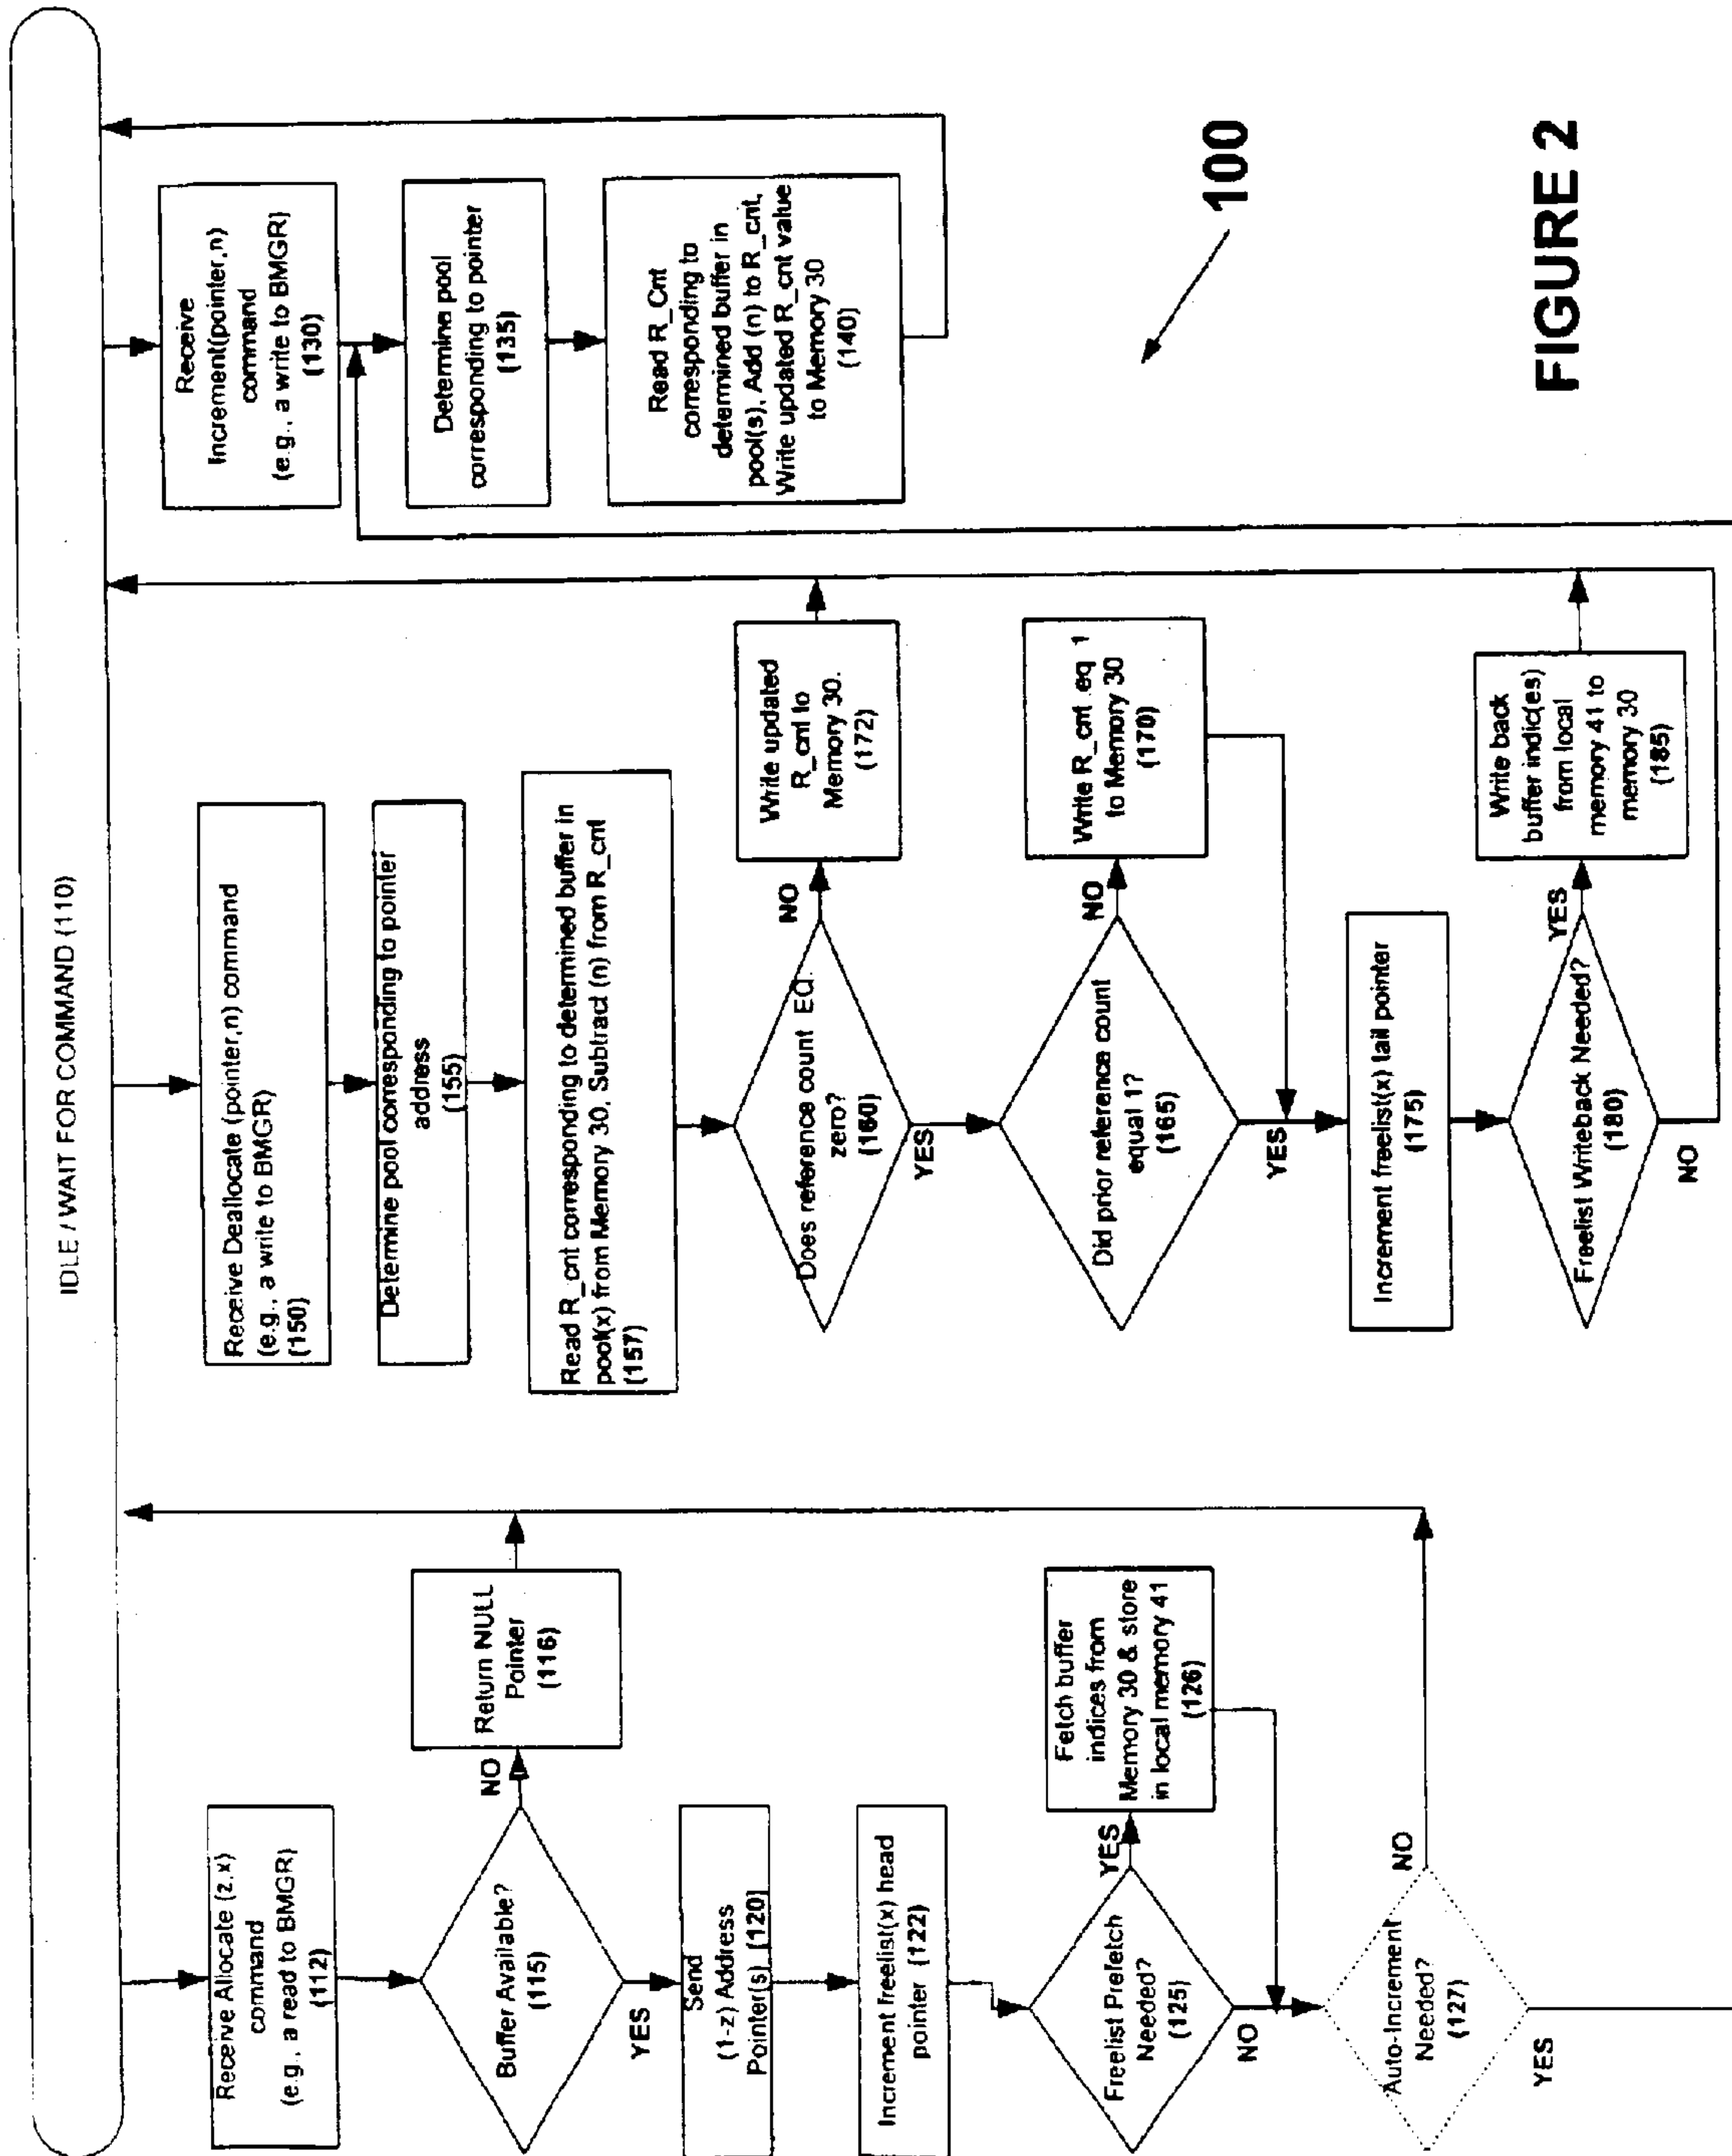 IDLE / WAIT FOR COMMAND (110)
Receive Allocate (z,x)
command
(e.g., a read to BMGR)
(112)
Buffer Available?
(115)
NO
Return NULL
Pointer
(116)
YES
Send
(1-z) Address
Pointer(s) (120)
Increment freelist(x) head
pointer (122)
Freelist Prefetch
Needed?
(125)
YES
Fetch buffer
indices from
Memory 30 & store
in local memory 41
(126)
NO
Auto-Increment
Needed?
(127)
NO
YES
Receive Deallocate (pointer,n) command
(e.g., a write to BMGR)
(150)
Determine pool corresponding to pointer
address
(155)
Read R_cnt corresponding to determined buffer in
pool(x) from Memory 30, Subtract (n) from R_cnt
(157)
Does reference count EQ.
zero?
(160)
NO
Write updated
R_cnt to
Memory 30.
(172)
YES
Did prior reference count
equal 1?
(165)
NO
Write R_cnt .eq 1
to Memory 30
(170)
YES
Increment freelist(x) tail pointer
(175)
Freelist Writeback Needed?
(180)
YES
Write back
buffer indic(es)
from local
memory 41 to
memory 30
(185)
NO
Receive
Increment(pointer,n)
command
(e.g., a write to BMGR)
(130)
Determine pool
corresponding to pointer
(135)
Read R_Cnt
corresponding to
determined buffer in
pool(s), Add (n) to R_cnt,
Write updated R_cnt value
to Memory 30
(140)
100
FIGURE 2